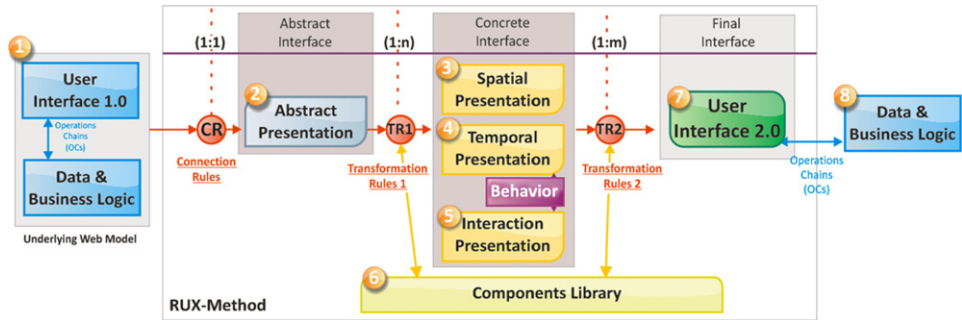 Abstract
Interface
Concrete
Interface
Final
Interface
(1:1)
(1:n)
(1:m)
1
User
Interface 1.0
Operations
Chains
(OCs)
Data &
Business Logic
Underlying Web Model
CR
Connection
Rules
2
Abstract
Presentation
TR1
Transformation
Rules 1
3
Spatial
Presentation
4
Temporal
Presentation
Behavior
5
Interaction
Presentation
TR2
Transformation
Rules 2
7
User
Interface 2.0
Operations
Chains
(OCs)
8
Data &
Business Logic
6
Components Library
RUX-Method